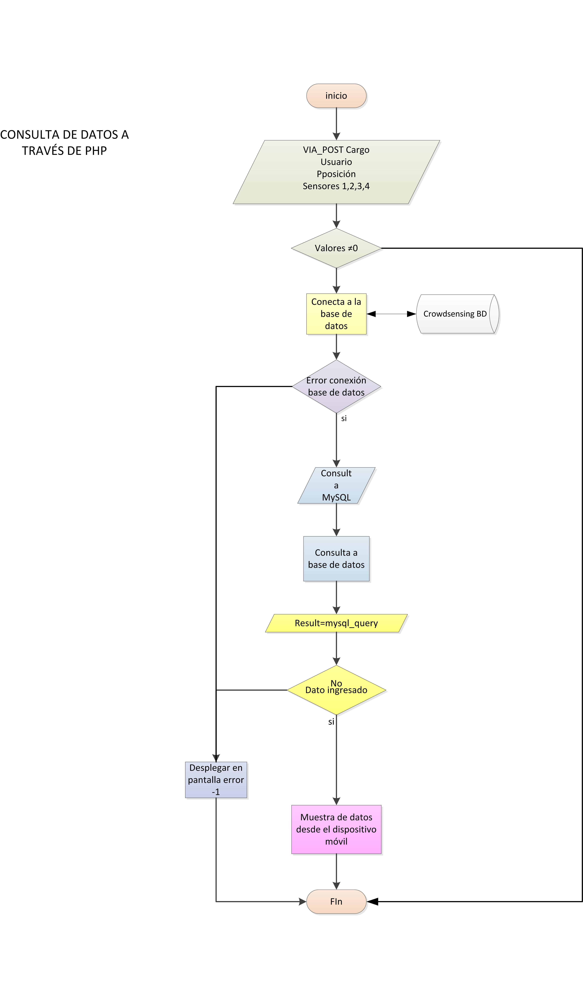 inicio
CONSULTA DE DATOS A
TRAVÉS DE PHP
VIA_POST Cargo
Usuario
Pposición
Sensores 1,2,3,4
Valores ≠0
Conecta a la
base de
datos
Crowdsensing BD
Error conexión
base de datos
si
Consult
a
MySQL
Consulta a
base de datos
Result=mysql_query
No
Dato ingresado
si
Desplegar en
pantalla error
-1
Muestra de datos
desde el dispositivo
móvil
FIn